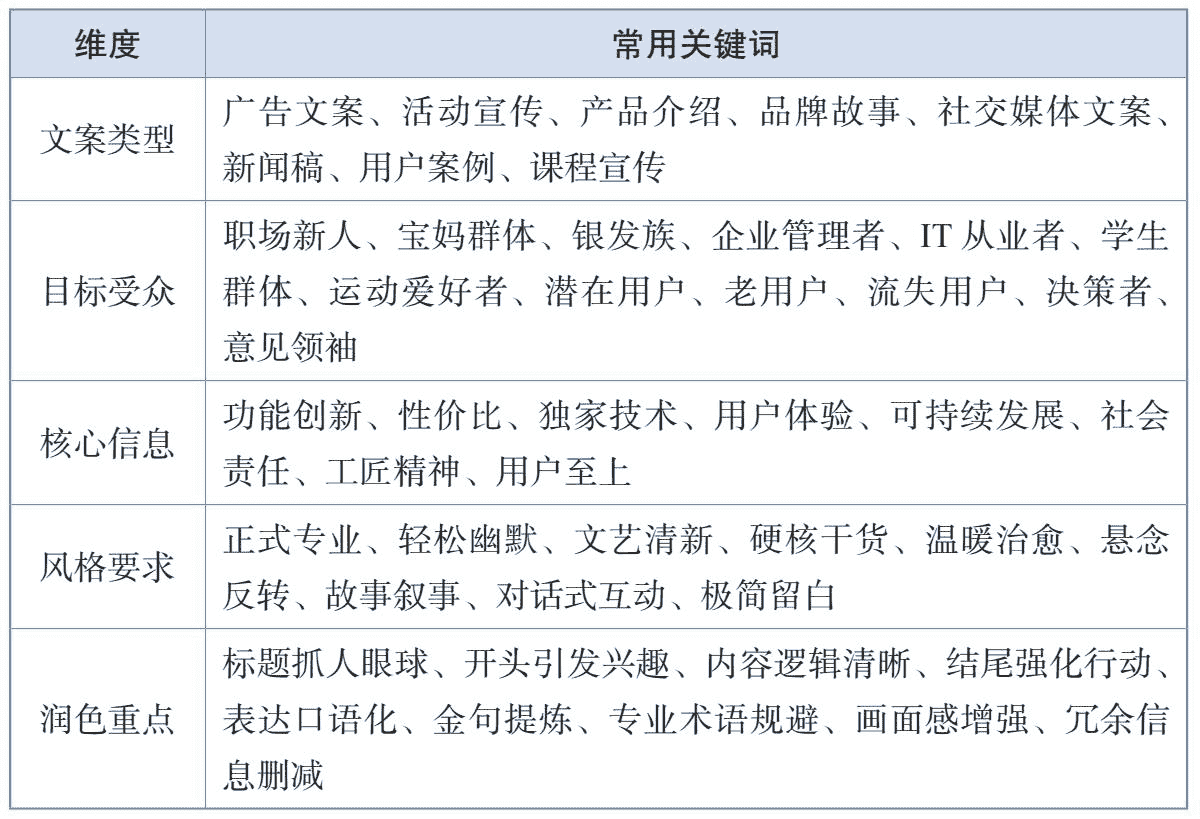 维度
常用关键词
文案类型
广告文案、活动宣传、产品介绍、品牌故事、社交媒体文案、
新闻稿、用户案例、课程宣传
目标受众
职场新人、宝妈群体、银发族、企业管理者、IT 从业者、学生
群体、运动爱好者、潜在用户、老用户、流失用户、决策者、
意见领袖
核心信息
功能创新、性价比、独家技术、用户体验、可持续发展、社会
责任、工匠精神、用户至上
风格要求
正式专业、轻松幽默、文艺清新、硬核干货、温暖治愈、悬念
反转、故事叙事、对话式互动、极简留白
润色重点
标题抓人眼球、开头引发兴趣、内容逻辑清晰、结尾强化行动、
表达口语化、金句提炼、专业术语规避、画面感增强、冗余信
息删减